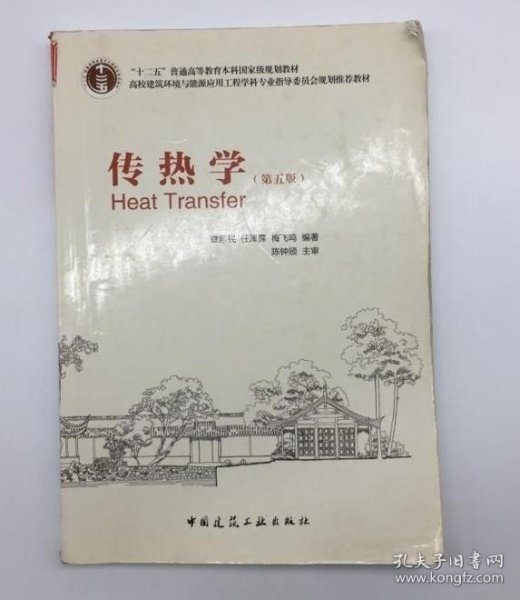 “十二五”普通高等教育本科国家级规划教材
高校建筑环境与能源应用工程学科专业指导委员会规划推荐教材
传热学（第五版）
Heat Transfer
章熙民 任泽霈 梅飞鸣 编著
陈钟颀 主审
中国建筑工业出版社
孔夫子旧书网
www.kongfz.com